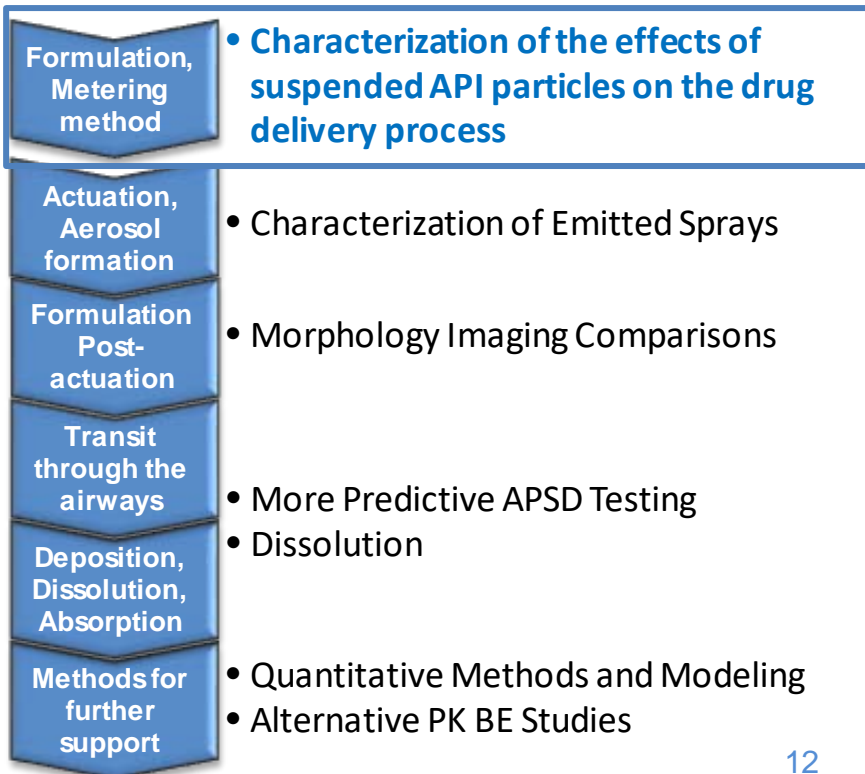 Formulation,
Metering
method
• Characterization of the effects of
suspended API particles on the drug
delivery process
Actuation,
Aerosol
formation
• Characterization of Emitted Sprays
Formulation
Post-
actuation
• Morphology Imaging Comparisons
Transit
through the
airways
• More Predictive APSD Testing
• Dissolution
Deposition,
Dissolution,
Absorption
Methods for
further
support
• Quantitative Methods and Modeling
• Alternative PK BE Studies
12